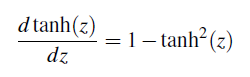 d tanh(z)
dz
= 1 – tanh²(z)